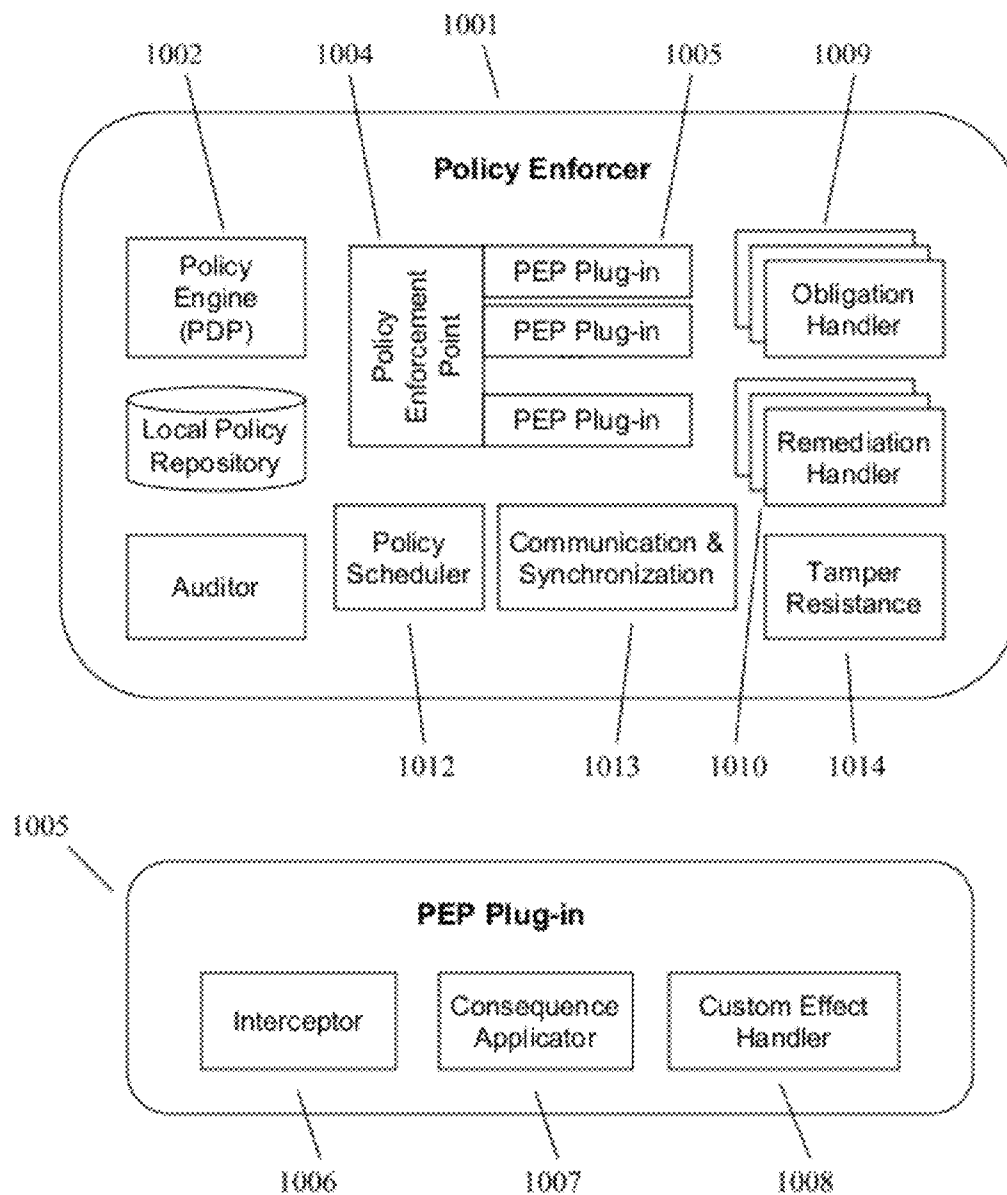 1001
1002
1004
1005
1009
Policy Enforcer
Policy
Engine
(PDP)
Policy
Enforcement
Point
PEP Plug-in
PEP Plug-in
PEP Plug-in
Obligation
Handler
Local Policy
Repository
Remediation
Handler
Auditor
Policy
Scheduler
Communication &
Synchronization
Tamper
Resistance
1012
1013
1010
1014
1005
PEP Plug-in
Interceptor
Consequence
Applicator
Custom Effect
Handler
1006
1007
1008